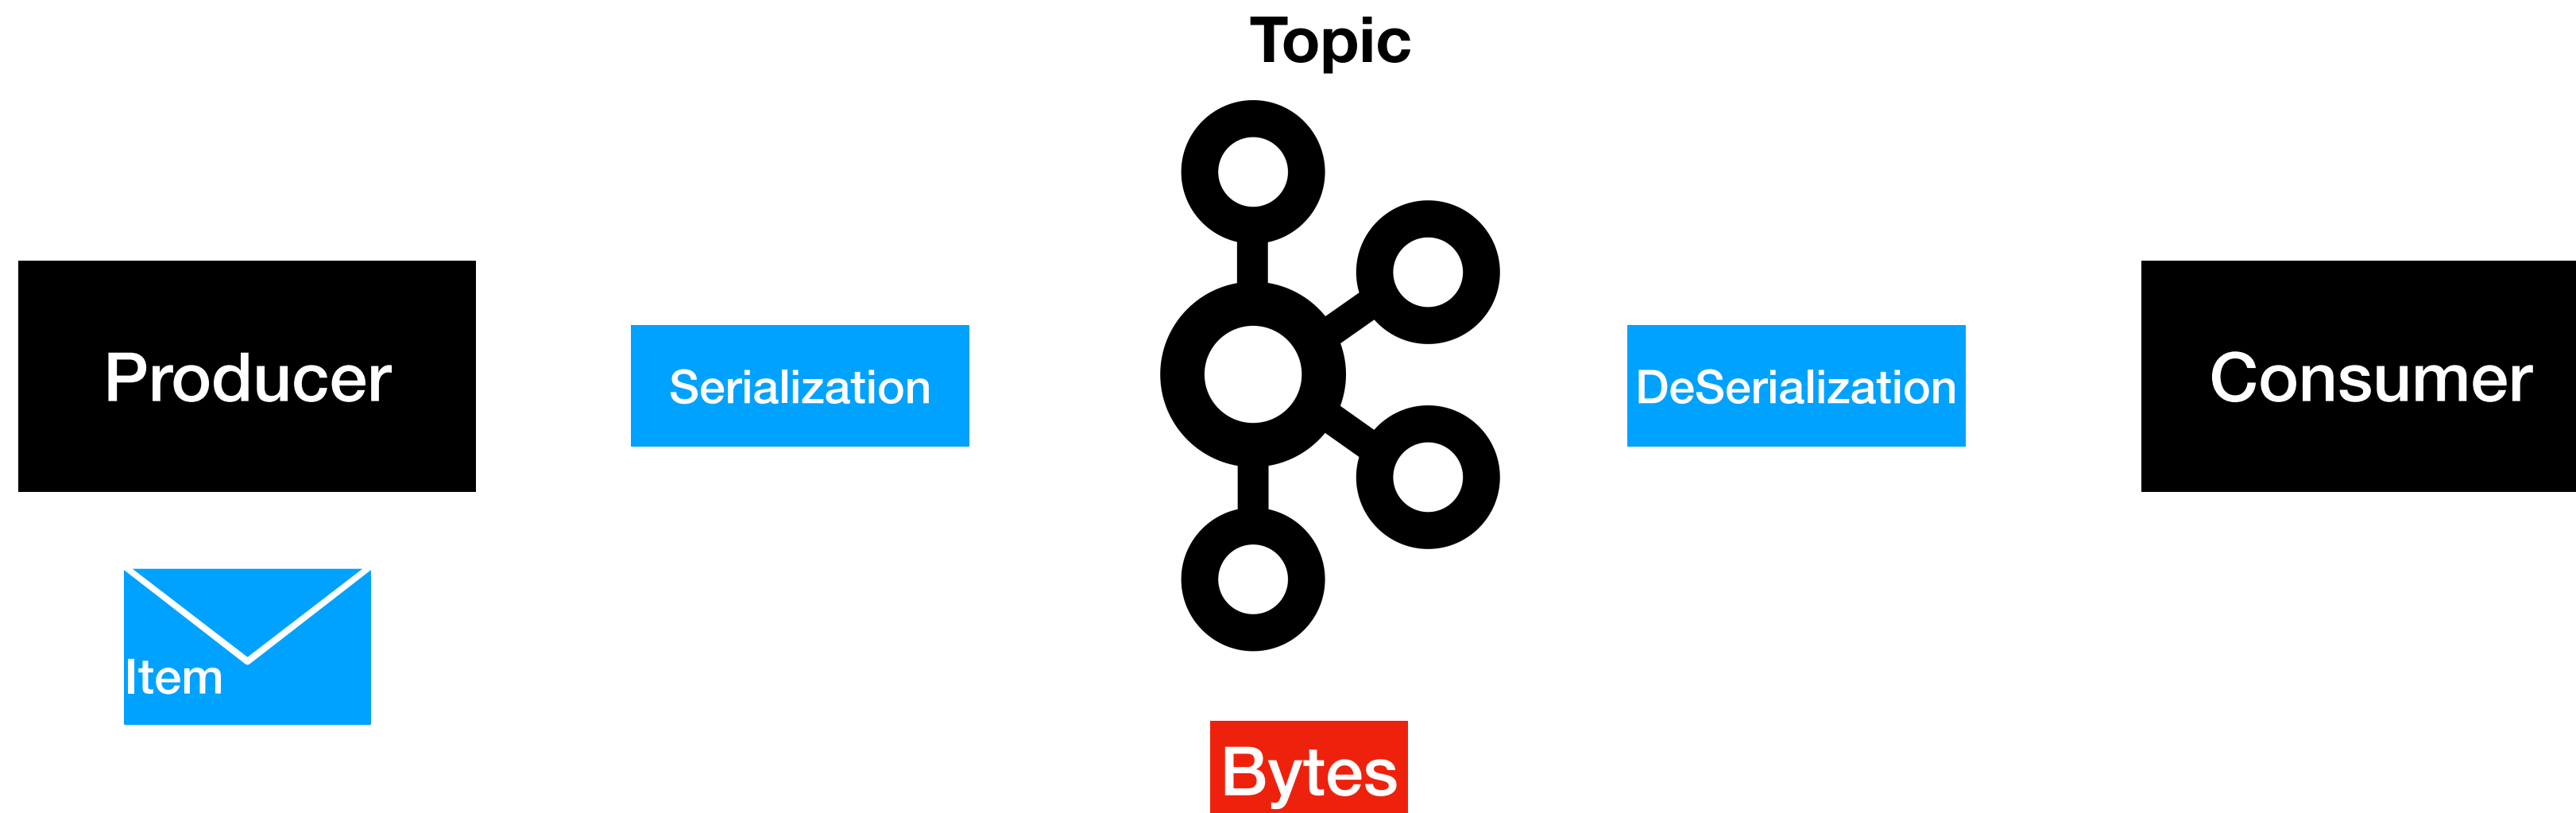 Topic
Producer
Serialization
DeSerialization
Consumer
Item
Bytes